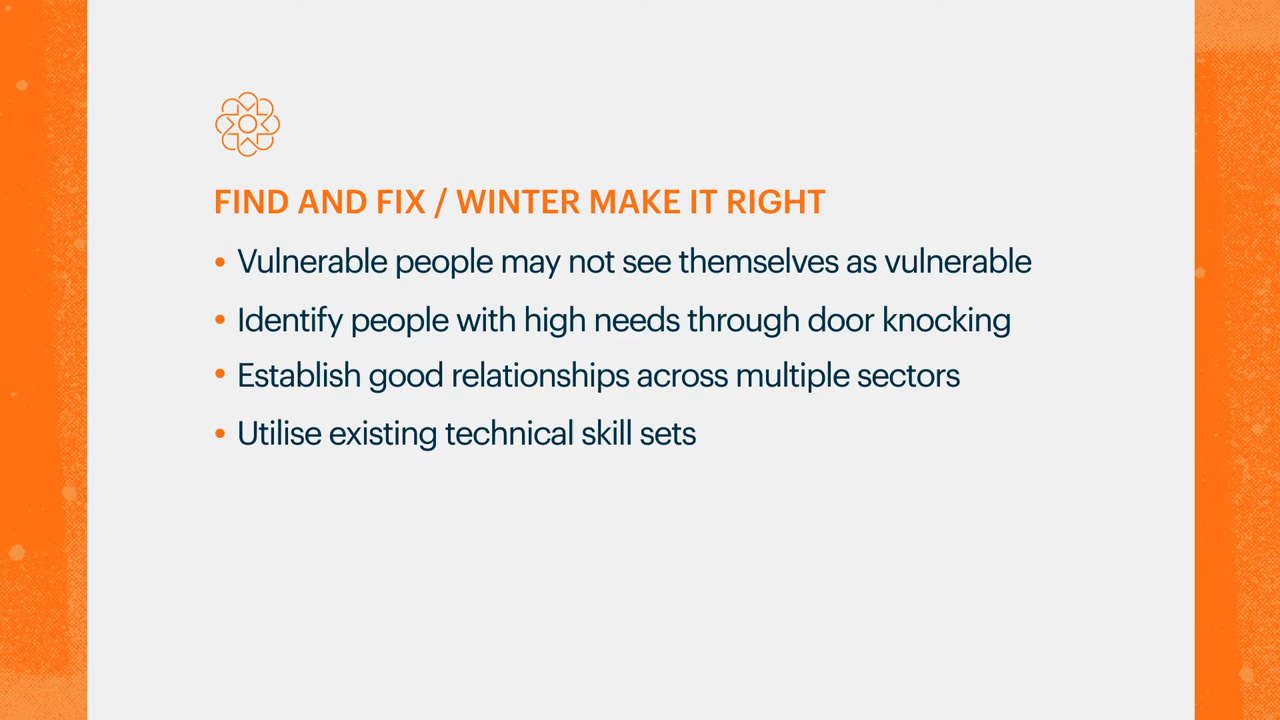 FIND AND FIX / WINTER MAKE IT RIGHT
• Vulnerable people may not see themselves as vulnerable
• Identify people with high needs through door knocking
• Establish good relationships across multiple sectors
• Utilise existing technical skill sets